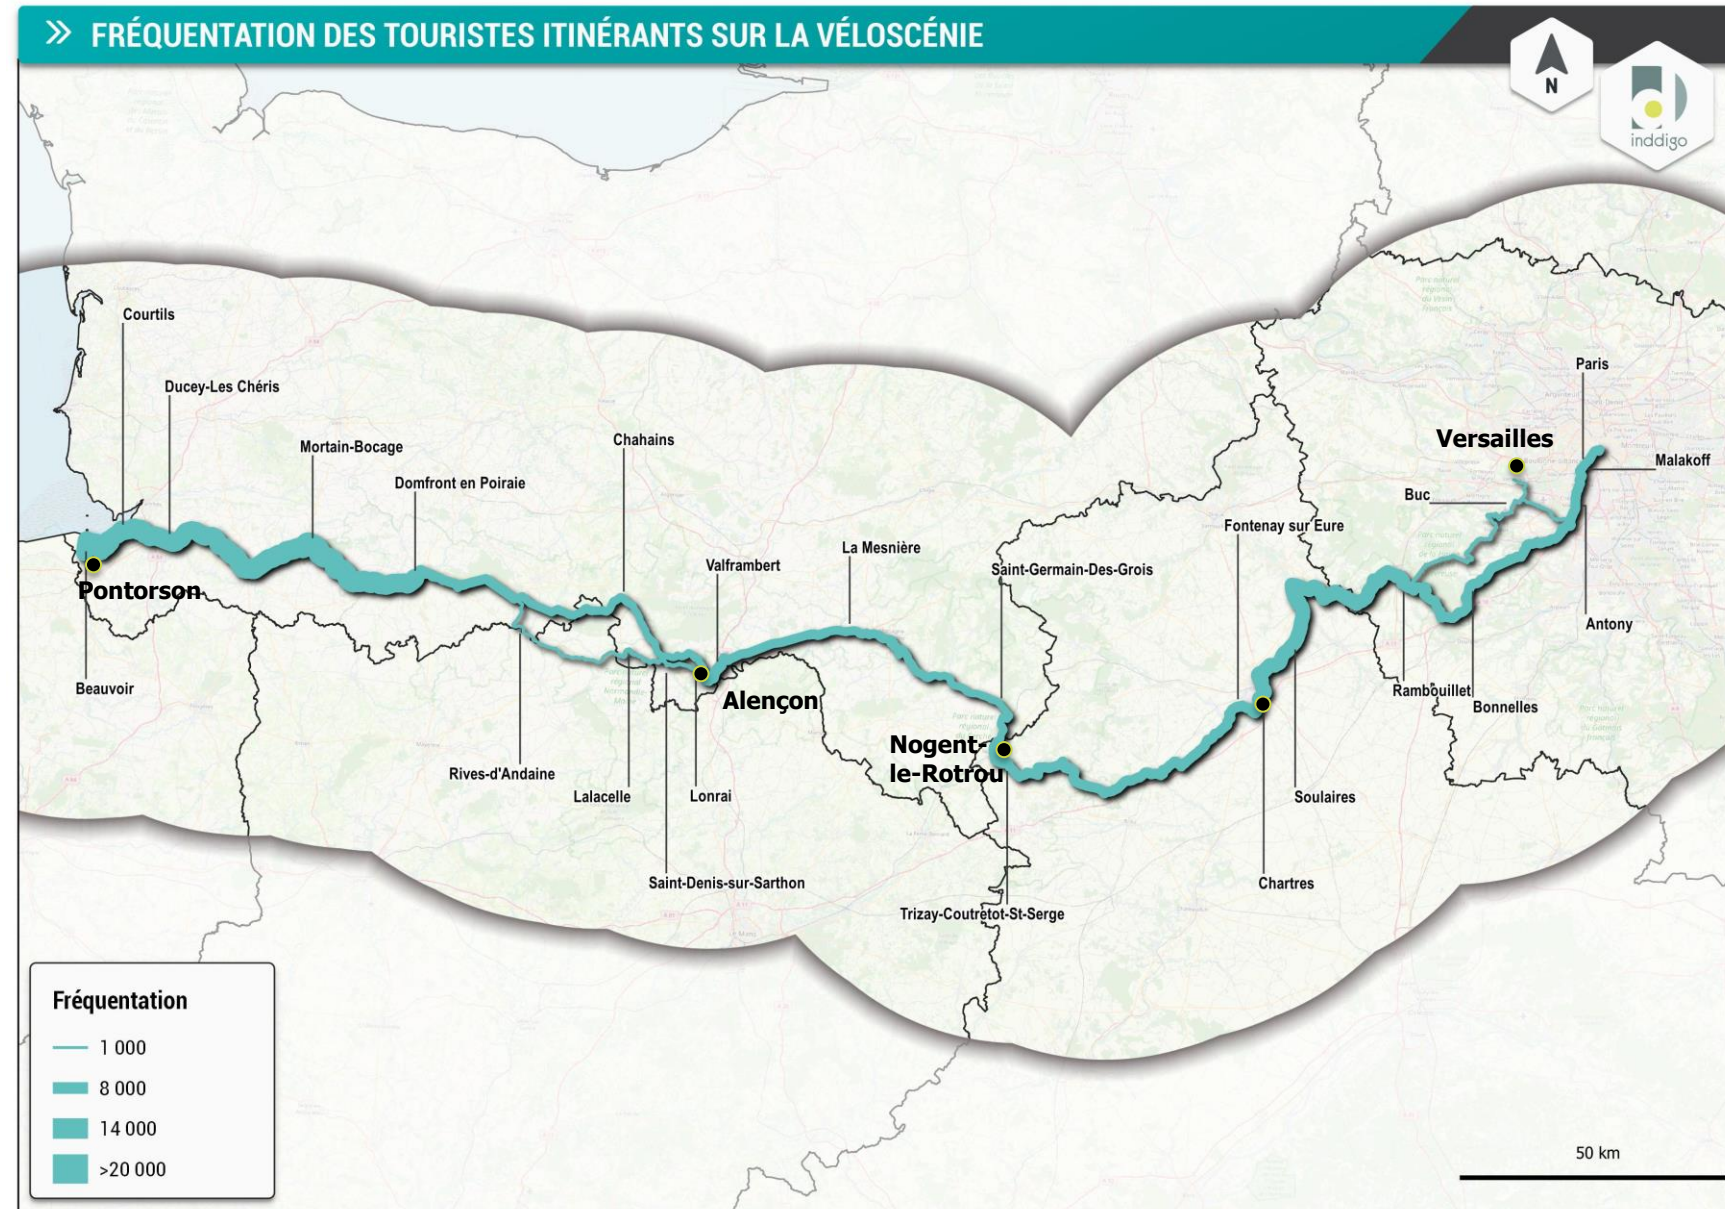 FRÉQUENTATION DES TOURISTES ITINÉRANTS SUR LA VÉLOSCÉNIE
N
inddigo
Courtils
Ducey-Les Chéris
Mortain-Bocage
Domfront en Poiraie
Chahains
Valframbert
La Mesnière
Saint-Germain-Des-Grois
Fontenay sur Eure
Versailles
Buc
Paris
Malakoff
Antony
Pontorson
Beauvoir
Rives-d'Andaine
Lalacelle
Lonrai
Alençon
Saint-Denis-sur-Sarthon
Nogent-
le-Rotrou
Trizay-Coutretot-St-Serge
Chartres
Soulaires
Rambouillet
Bonnelles
Fréquentation
1 000
8 000
14 000
>20 000
50 km